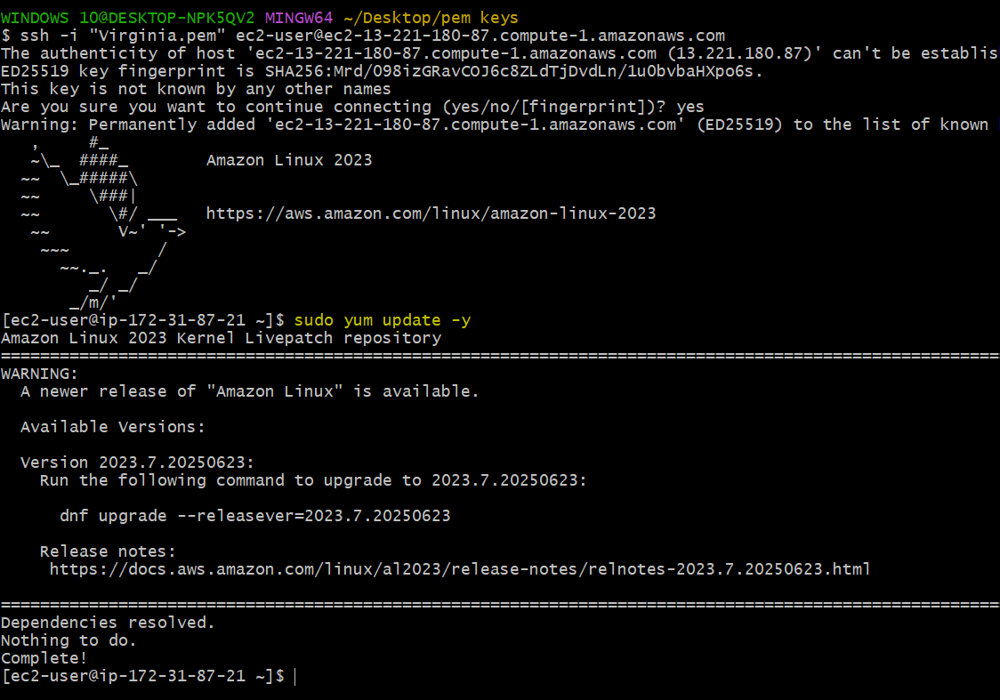 WINDOWS 10@DESKTOP-NPK5QV2 MINGW64 ~/Desktop/pem keys
$ ssh -i "Virginia.pem" ec2-user@ec2-13-221-180-87.compute-1.amazonaws.com
The authenticity of host 'ec2-13-221-180-87.compute-1.amazonaws.com (13.221.180.87)' can't be establis
ED25519 key fingerprint is SHA256:Mrd/O98izGRavCOJ6c8ZLdTjDvdLn/1uObvbaHXpo6s.
This key is not known by any other names
Are you sure you want to continue connecting (yes/no/[fingerprint])? yes
Warning: Permanently added 'ec2-13-221-180-87.compute-1.amazonaws.com' (ED25519) to the list of known
   ,     #_
   ~\_  ####_        Amazon Linux 2023
  ~~  \_#####\
  ~~     \###|
  ~~       \#/ ___   https://aws.amazon.com/linux/amazon-linux-2023
   ~~       V~' '->
    ~~~         /
      ~~._.   _/
         _/ _/
       _/m/'
[ec2-user@ip-172-31-87-21 ~]$ sudo yum update -y
Amazon Linux 2023 Kernel Livepatch repository
======================================================================================================
WARNING:
  A newer release of "Amazon Linux" is available.

  Available Versions:

  Version 2023.7.20250623:
    Run the following command to upgrade to 2023.7.20250623:

      dnf upgrade --releasever=2023.7.20250623

    Release notes:
     https://docs.aws.amazon.com/linux/al2023/release-notes/relnotes-2023.7.20250623.html

======================================================================================================
Dependencies resolved.
Nothing to do.
Complete!
[ec2-user@ip-172-31-87-21 ~]$